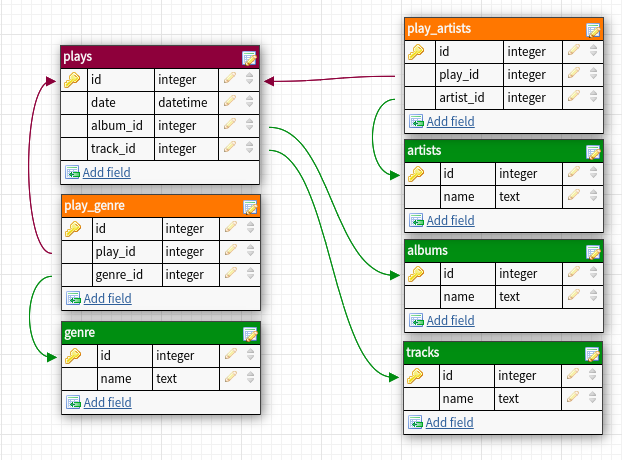 plays
id integer
date datetime
album_id integer
track_id integer
Add field
play_genre
id integer
play_id integer
genre_id integer
Add field
genre
id integer
name text
Add field
play_artists
id integer
play_id integer
artist_id integer
Add field
artists
id integer
name text
Add field
albums
id integer
name text
Add field
tracks
id integer
name text
Add field